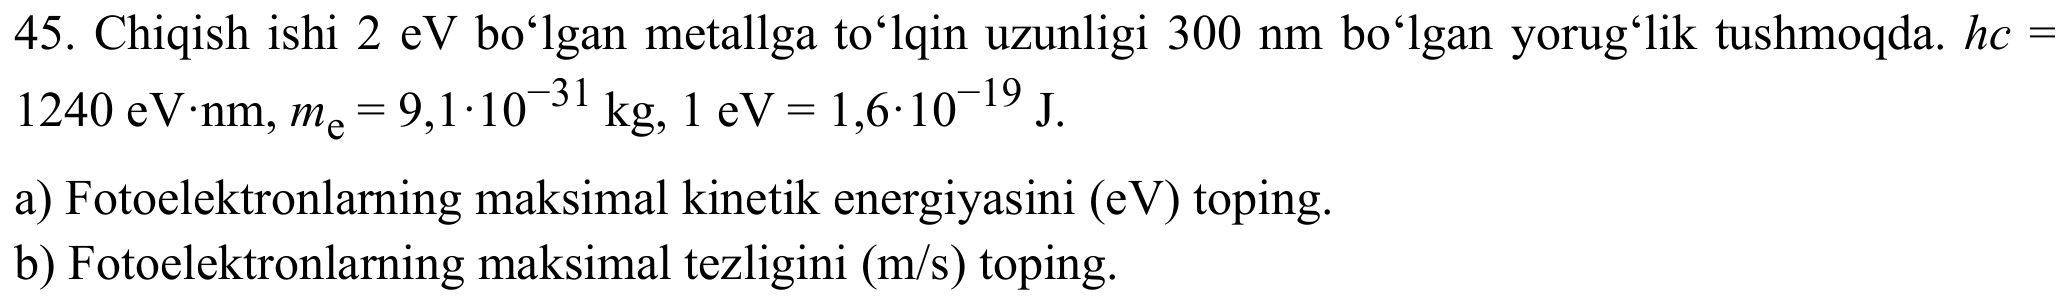 45. Chiqish ishi 2 eV bo‘lgan metallga to‘lqin uzunligi 300 nm bo‘lgan yorug‘lik tushmoqda. hc =
1240 eV·nm, mₑ = 9,1·10⁻³¹ kg, 1 eV = 1,6·10⁻¹⁹ J.
a) Fotoelektronlarning maksimal kinetik energiyasini (eV) toping.
b) Fotoelektronlarning maksimal tezligini (m/s) toping.